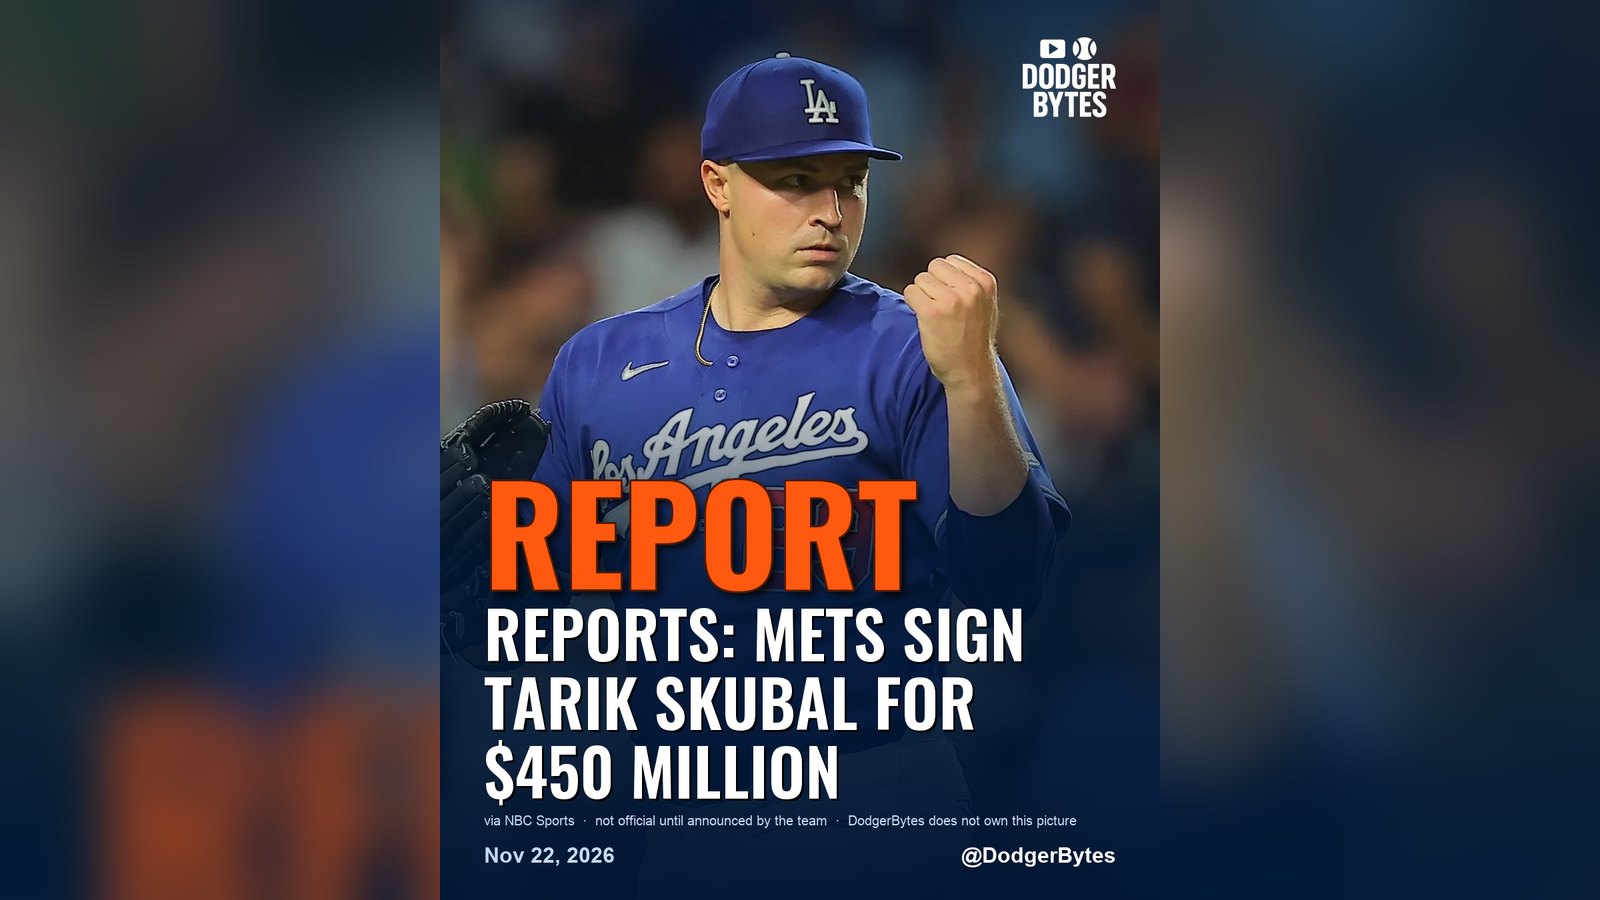 DODGER
BYTES
LA
Los Angeles
REPORT
REPORTS: METS SIGN
TARIK SKUBAL FOR
$450 MILLION
via NBC Sports · not official until announced by the team · DodgerBytes does not own this picture
Nov 22, 2026
@DodgerBytes